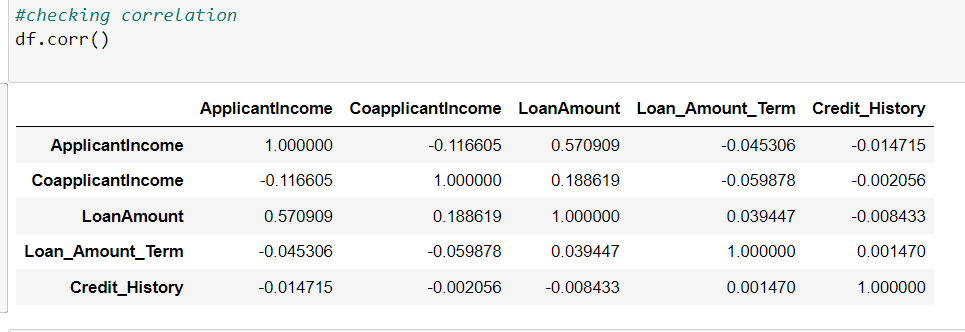 #checking correlation
df.corr()
ApplicantIncome CoapplicantIncome LoanAmount Loan_Amount_Term Credit_History
ApplicantIncome 1.000000 -0.116605 0.570909 -0.045306 -0.014715
CoapplicantIncome -0.116605 1.000000 0.188619 -0.059878 -0.002056
LoanAmount 0.570909 0.188619 1.000000 0.039447 -0.008433
Loan_Amount_Term -0.045306 -0.059878 0.039447 1.000000 0.001470
Credit_History -0.014715 -0.002056 -0.008433 0.001470 1.000000